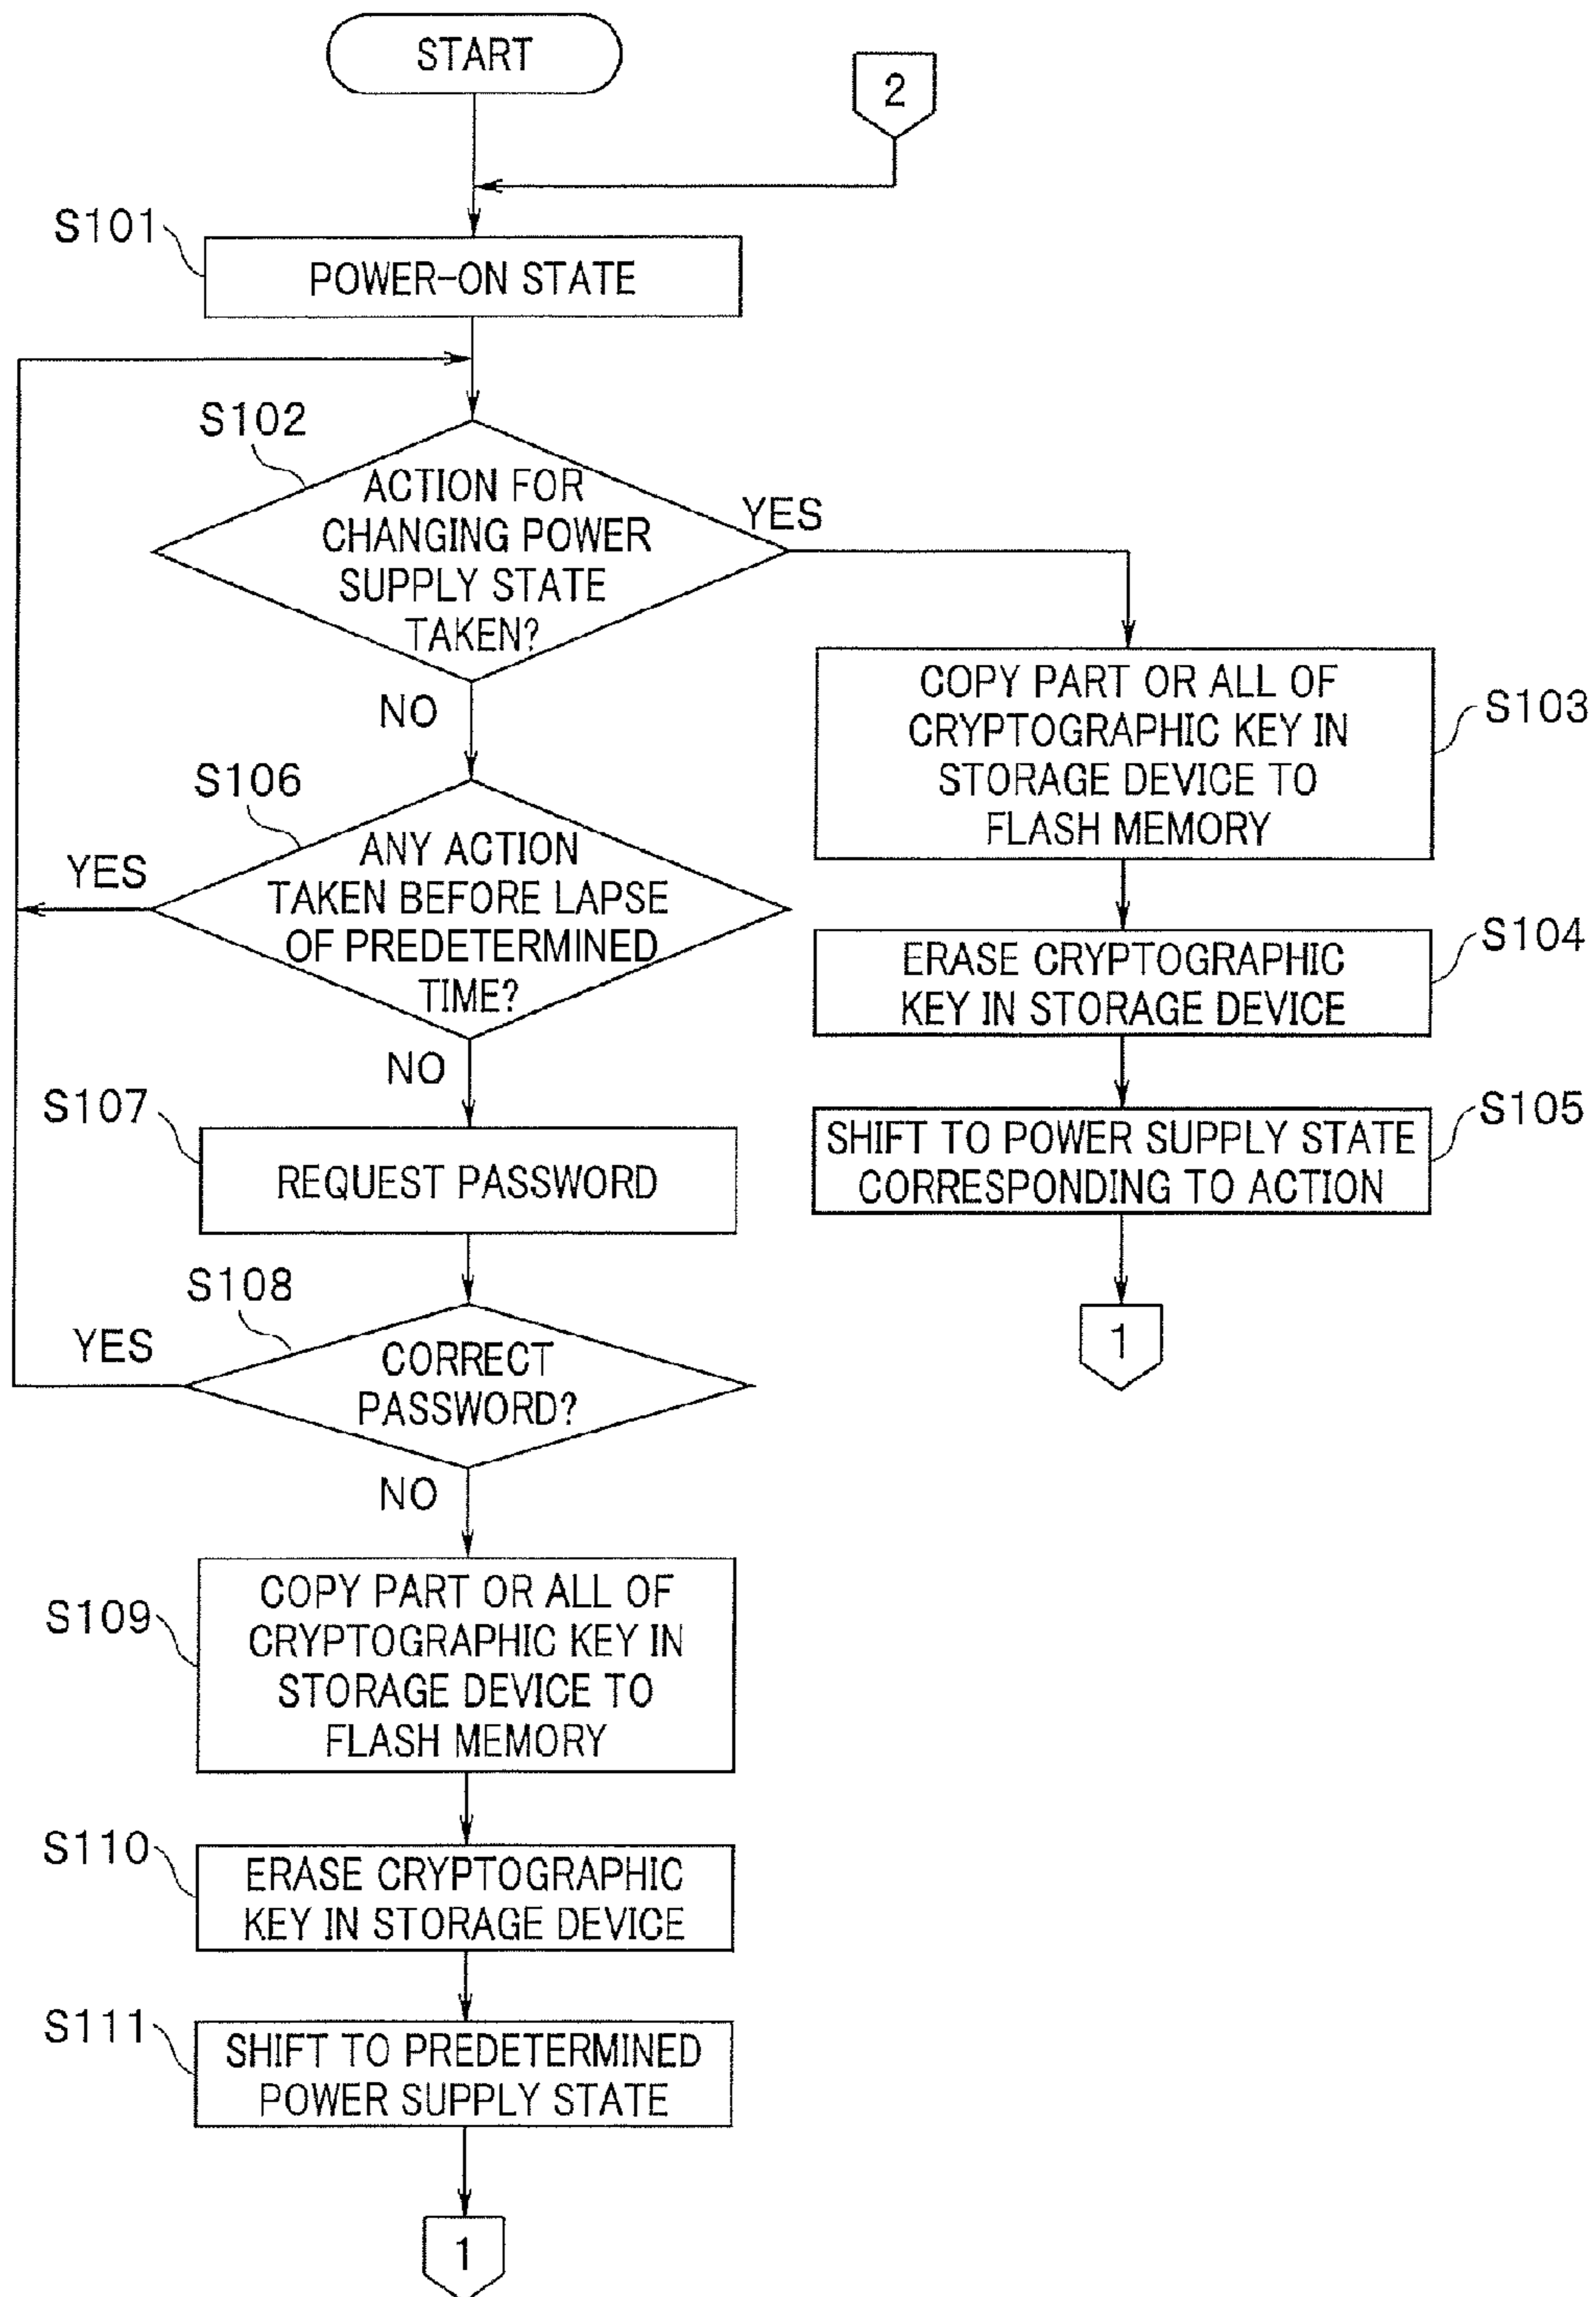 START
2
S101
POWER-ON STATE
S102
ACTION FOR
CHANGING POWER
SUPPLY STATE
TAKEN?
YES
NO
COPY PART OR ALL OF
CRYPTOGRAPHIC KEY IN
STORAGE DEVICE TO
FLASH MEMORY
S103
S106
ANY ACTION
TAKEN BEFORE LAPSE
OF PREDETERMINED
TIME?
YES
NO
ERASE CRYPTOGRAPHIC
KEY IN STORAGE DEVICE
S104
S107
REQUEST PASSWORD
SHIFT TO POWER SUPPLY STATE
CORRESPONDING TO ACTION
S105
1
S108
CORRECT
PASSWORD?
YES
NO
S109
COPY PART OR ALL OF
CRYPTOGRAPHIC KEY IN
STORAGE DEVICE TO
FLASH MEMORY
S110
ERASE CRYPTOGRAPHIC
KEY IN STORAGE DEVICE
S111
SHIFT TO PREDETERMINED
POWER SUPPLY STATE
1